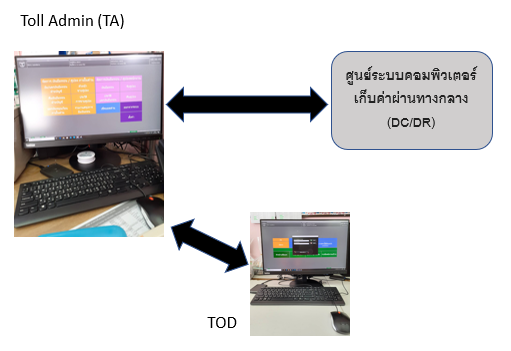 Toll Admin (TA)
ศูนย์ระบบคอมพิวเตอร์
เก็บค่าผ่านทางกลาง
(DC/DR)
TOD